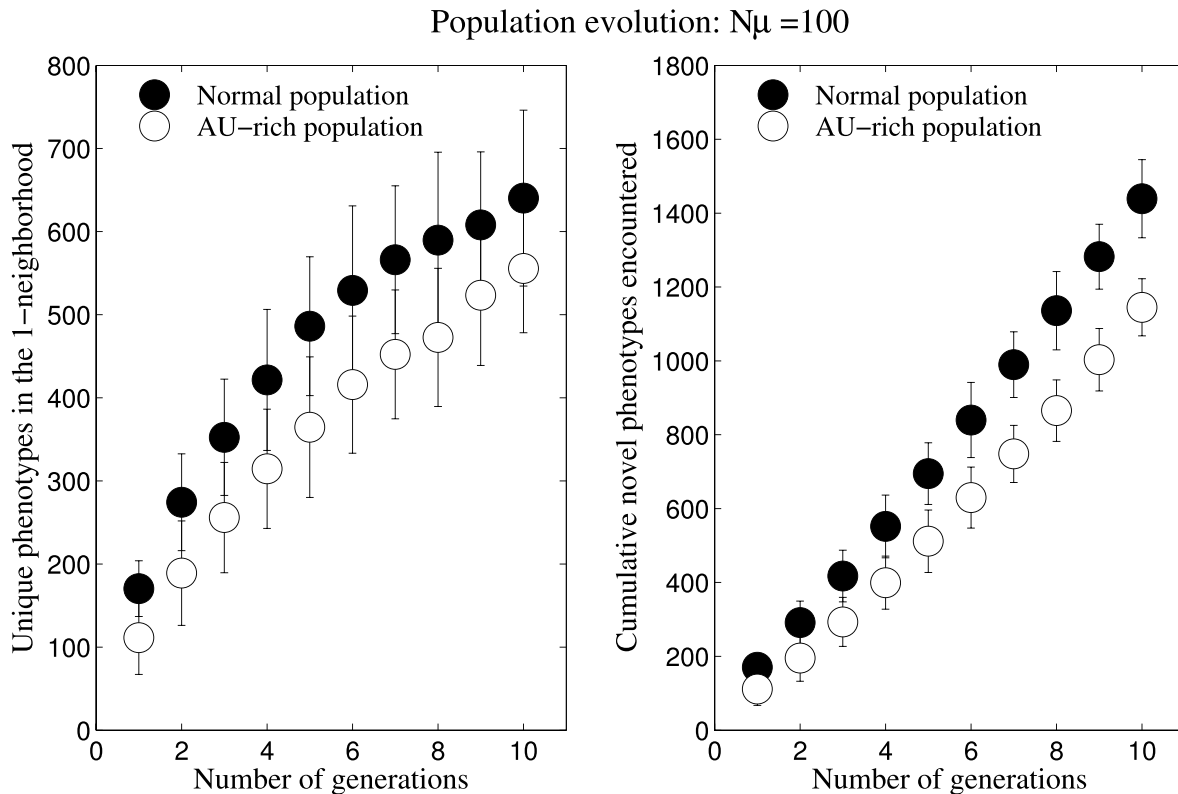 Population evolution: Nμ =100
Unique phenotypes in the 1−neighborhood
800
700
600
500
400
300
200
100
0
Normal population
AU−rich population
0 2 4 6 8 10
Number of generations
Cumulative novel phenotypes encountered
1800
1600
1400
1200
1000
800
600
400
200
0
Normal population
AU−rich population
0 2 4 6 8 10
Number of generations